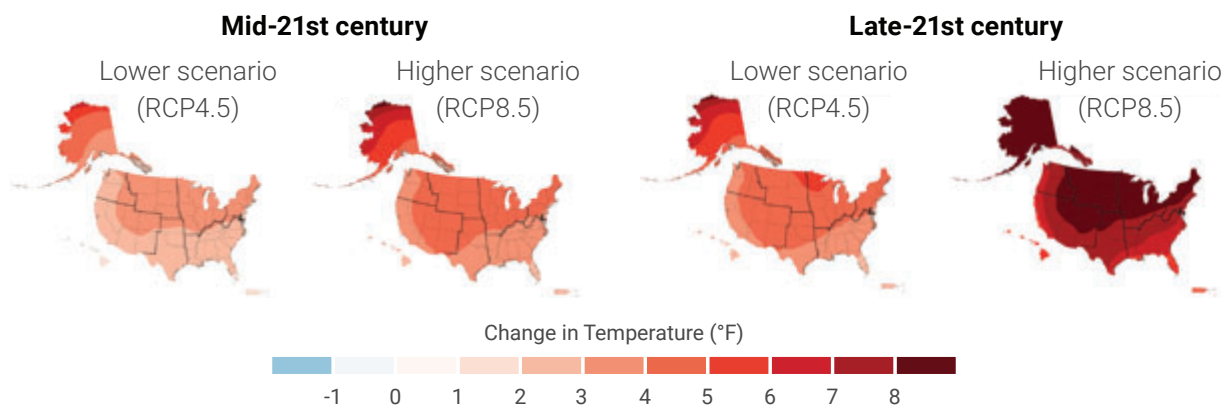 Mid-21st century
Late-21st century
Lower scenario
(RCP4.5)
Higher scenario
(RCP8.5)
Lower scenario
(RCP4.5)
Higher scenario
(RCP8.5)
Change in Temperature (°F)
-1 0 1 2 3 4 5 6 7 8